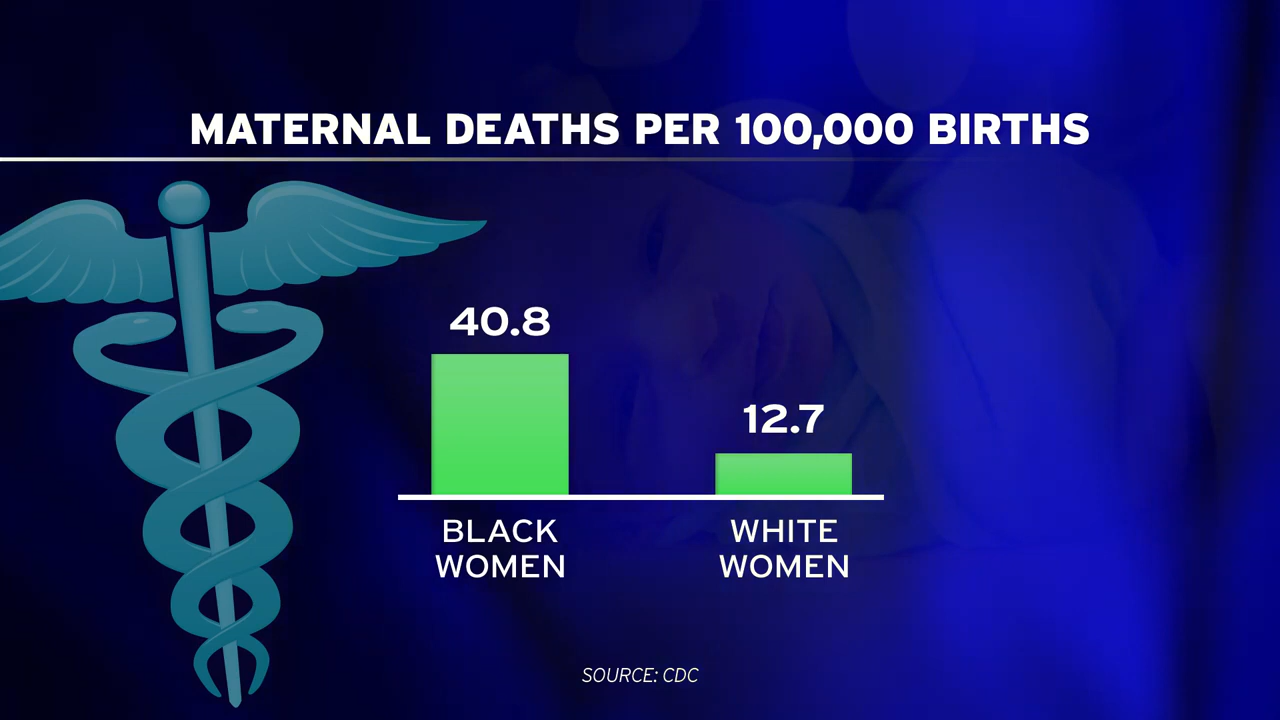 MATERNAL DEATHS PER 100,000 BIRTHS
40.8
12.7
BLACK
WOMEN
WHITE
WOMEN
SOURCE: CDC